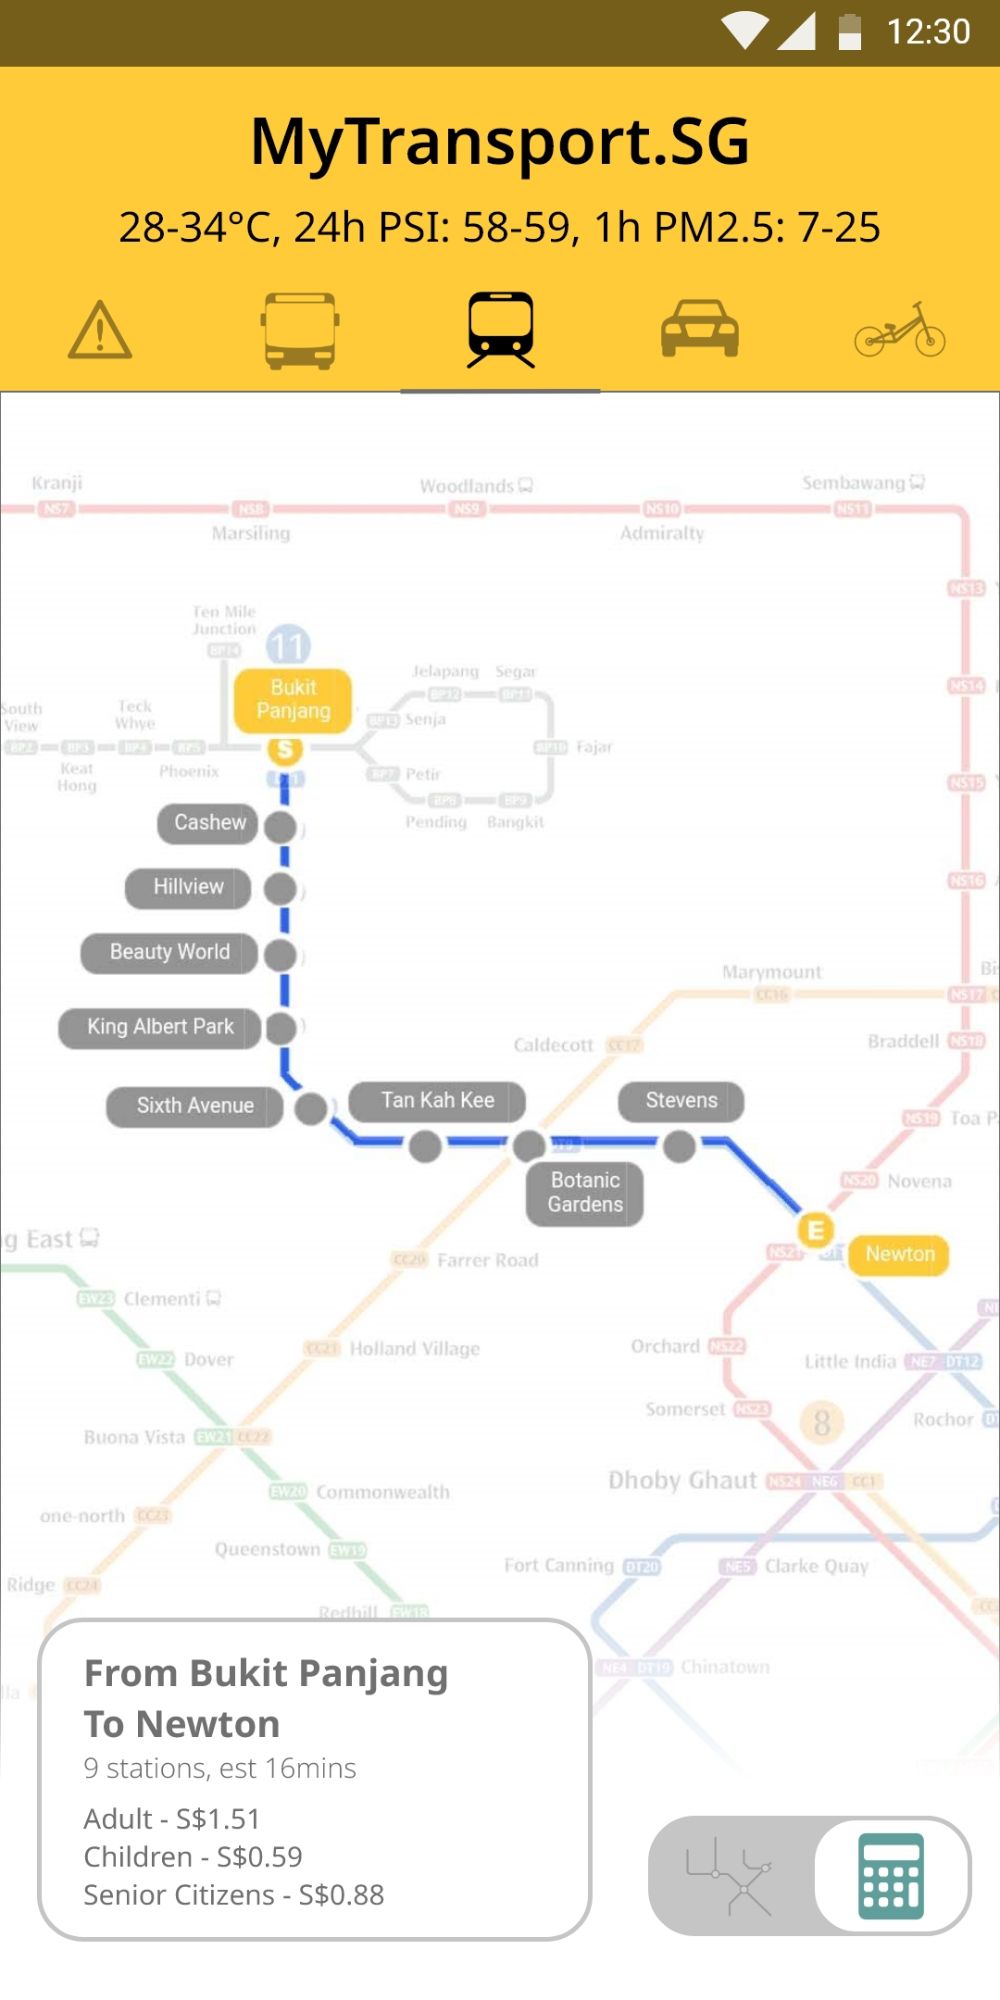 12:30
MyTransport.SG
28-34°C, 24h PSI: 58-59, 1h PM2.5: 7-25
Kranji
Woodlands
Sembawang
NS7
NS8
NS9
NS10
NS11
Marsiling
Admiralty
NS13
Ten Mile
Junction
BP14
11
Jelapang
Segar
Bukit
Panjang
NS14
BP12
BP11
South
View
Teck
Whye
BP13
Senja
S
BP2
BP3
BP4
BP5
BP10
Fajar
Keat
Hong
Phoenix
BP7
Petir
NS15
BP8
BP9
Pending
Bangkit
Cashew
Hillview
NS16
Beauty World
Marymount
Bi
CC16
NS17
King Albert Park
Caldecott
CC17
Braddell
NS18
Sixth Avenue
Tan Kah Kee
Stevens
NS19
Toa P
Botanic
Gardens
NS20
Novena
E
g East
Newton
NS21
CC20
Farrer Road
EW23
Clementi
Orchard
NS22
CC21
Holland Village
EW22
Dover
Little India
NE7
DT12
Somerset
NS23
8
Rochor
Buona Vista
EW21
CC22
Dhoby Ghaut
NS24
NE6
CC1
EW20
Commonwealth
one-north
CC23
Queenstown
EW19
Fort Canning
DT20
NE5
Clarke Quay
Ridge
CC24
Redhill
EW18
NE4
DT19
Chinatown
From Bukit Panjang
To Newton
9 stations, est 16mins
Adult - S$1.51
Children - S$0.59
Senior Citizens - S$0.88